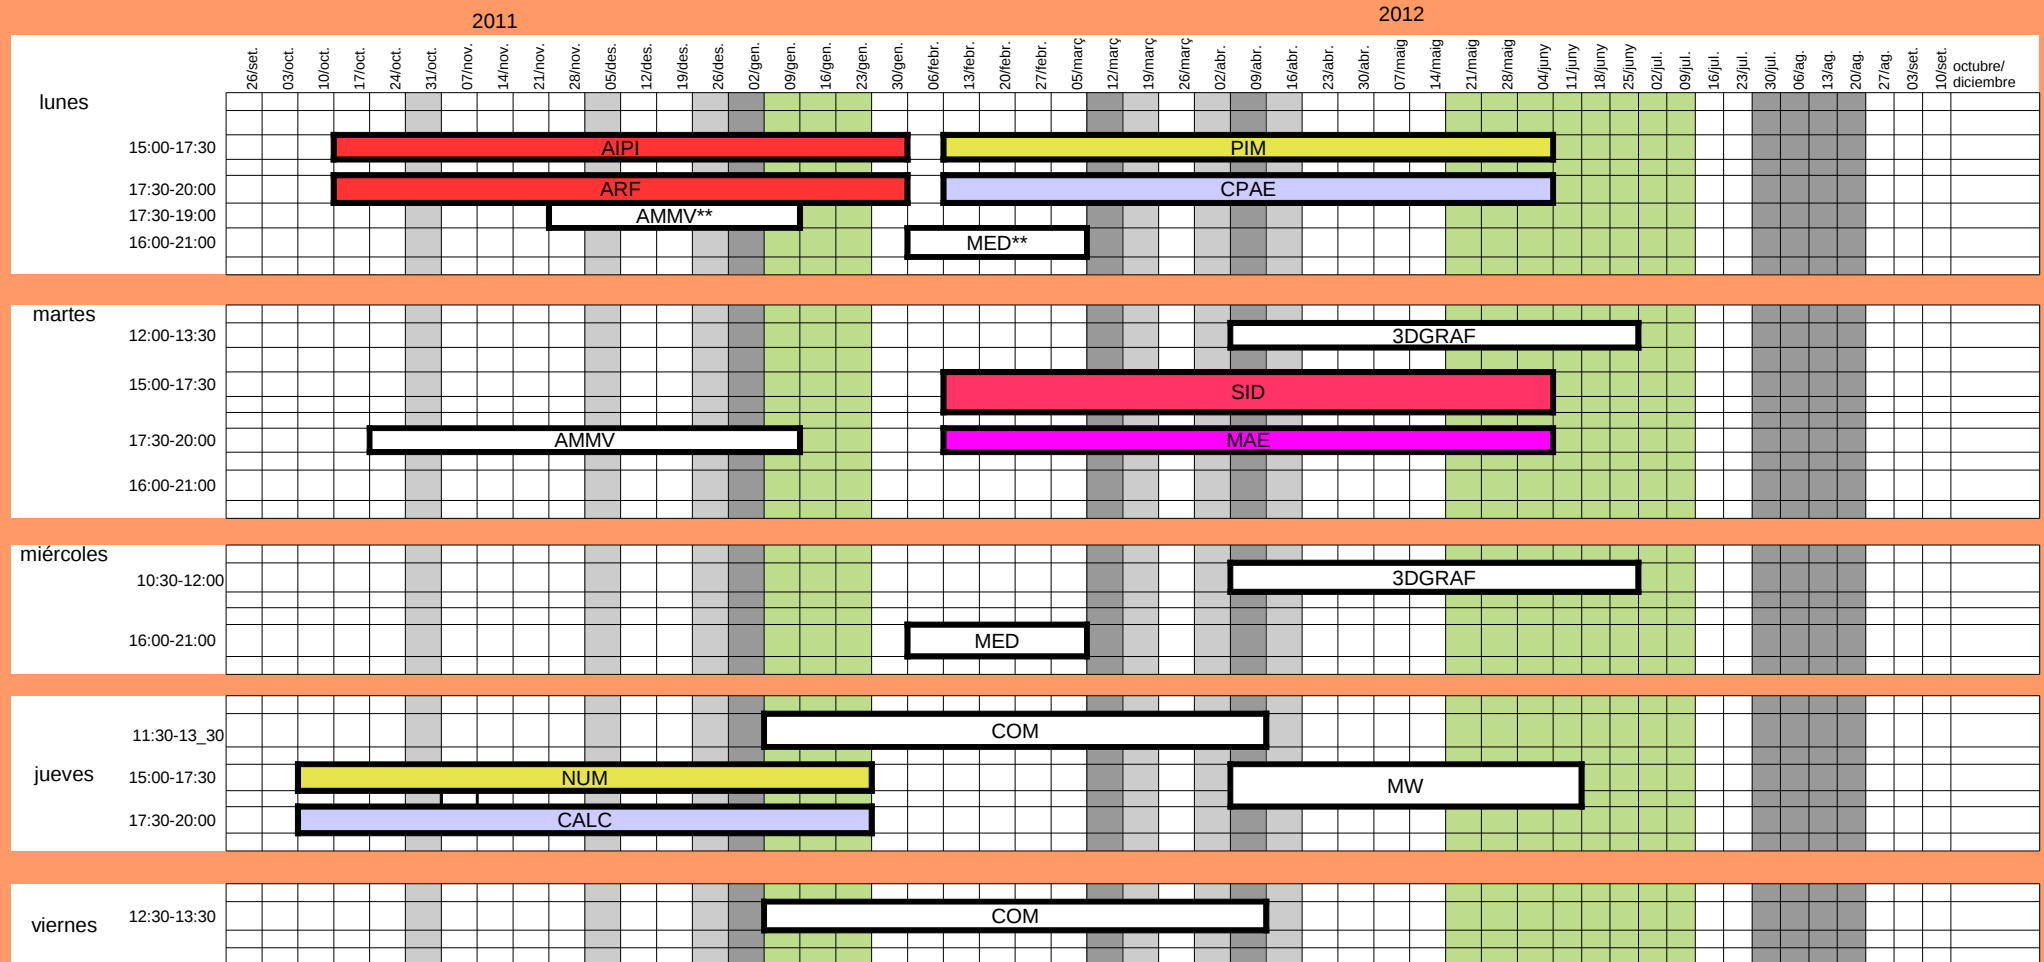 2011
2012
26/set. 03/oct. 10/oct. 17/oct. 24/oct. 31/oct. 07/nov. 14/nov. 21/nov. 28/nov. 05/des. 12/des. 19/des. 26/des. 02/gen. 09/gen. 16/gen. 23/gen. 30/gen. 06/febr. 13/febr. 20/febr. 27/febr. 05/març 12/març 19/març 26/març 02/abr. 09/abr. 16/abr. 23/abr. 30/abr. 07/maig 14/maig 21/maig 28/maig 04/juny 11/juny 18/juny 25/juny 02/jul. 09/jul. 16/jul. 23/jul. 30/jul. 06/ag. 13/ag. 20/ag. 27/ag. 03/set. 10/set. octubre/
diciembre
lunes
15:00-17:30 AIPI PIM
17:30-20:00 ARF CPAE
17:30-19:00 AMMV**
16:00-21:00 MED**
martes
12:00-13:30 3DGRAF
15:00-17:30 SID
17:30-20:00 AMMV MAE
16:00-21:00
miércoles
10:30-12:00 3DGRAF
16:00-21:00 MED
11:30-13_30 COM
jueves 15:00-17:30 NUM MW
17:30-20:00 CALC
viernes 12:30-13:30 COM